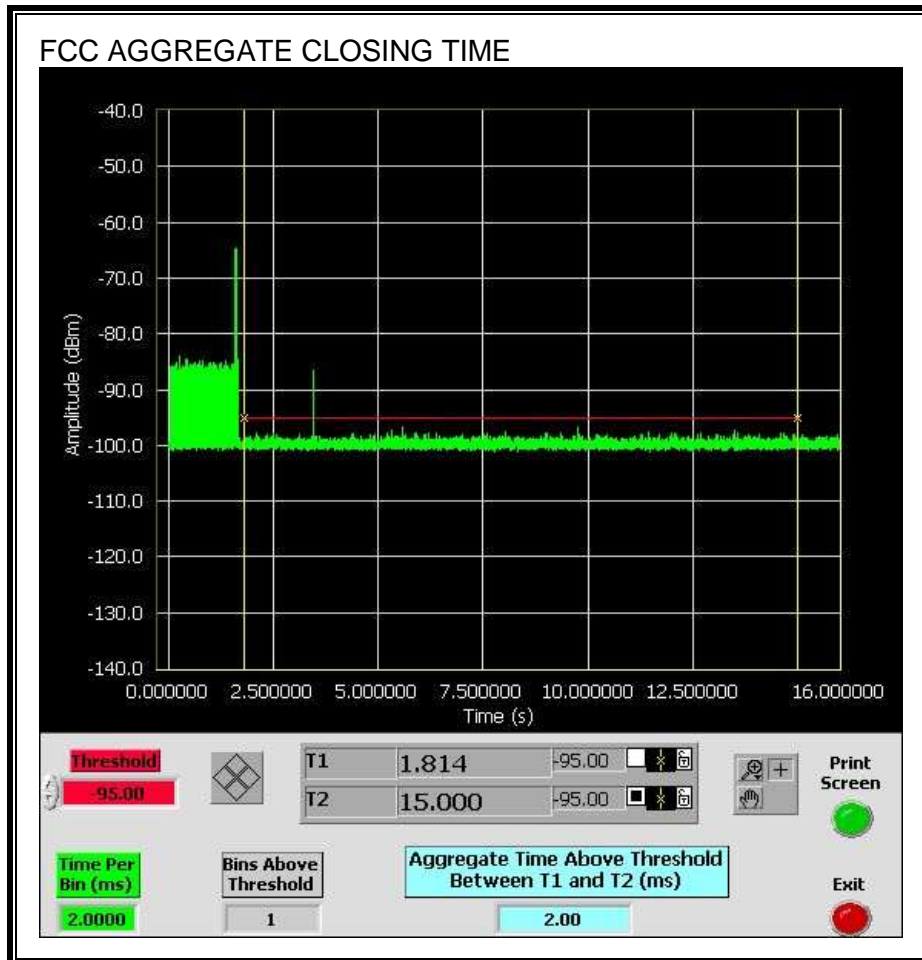 FCC AGGREGATE CLOSING TIME
-40.0
-50.0
-60.0
-70.0
-80.0
-90.0
-100.0
-110.0
-120.0
-130.0
-140.0
Amplitude (dBm)
0.000000 2.500000 5.000000 7.500000 10.000000 12.500000 16.000000
Time (s)
Threshold
-95.00
T1 1.814 -95.00
T2 15.000 -95.00
Print
Screen
Time Per
Bin (ms)
2.0000
Bins Above
Threshold
1
Aggregate Time Above Threshold
Between T1 and T2 (ms)
2.00
Exit